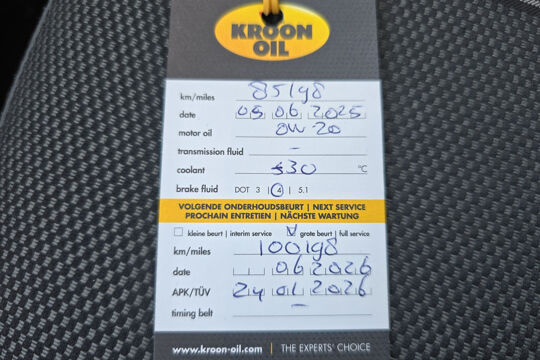 KROON
OIL
km/miles 85198
date 05 06 2025
motor oil 0W-20
transmission fluid -
coolant -30 °C
brake fluid DOT 3 | 4 | 5.1
VOLGENDE ONDERHOUDSBEURT | NEXT SERVICE
PROCHAIN ENTRETIEN | NÄCHSTE WARTUNG
kleine beurt | interim service grote beurt | full service
km/miles 100198
date 06 2026
APK/TÜV 24 01 2026
timing belt -
www.kroon-oil.com | THE EXPERTS' CHOICE